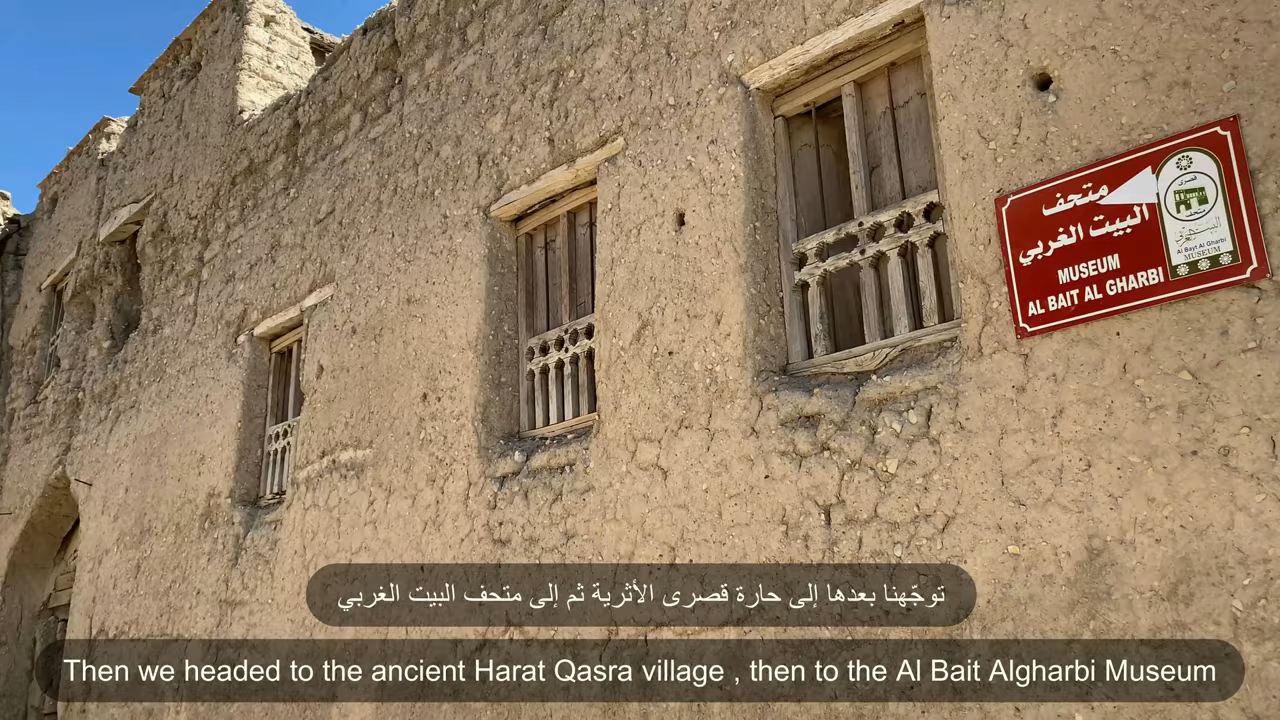 متحف
البيت الغربي
MUSEUM
AL BAIT AL GHARBI
قصرى
متحف
Al Bayt Al Gharbi
MUSEUM
توجّهنا بعدها إلى حارة قصرى الأثرية ثم إلى متحف البيت الغربي
Then we headed to the ancient Harat Qasra village , then to the Al Bait Algharbi Museum